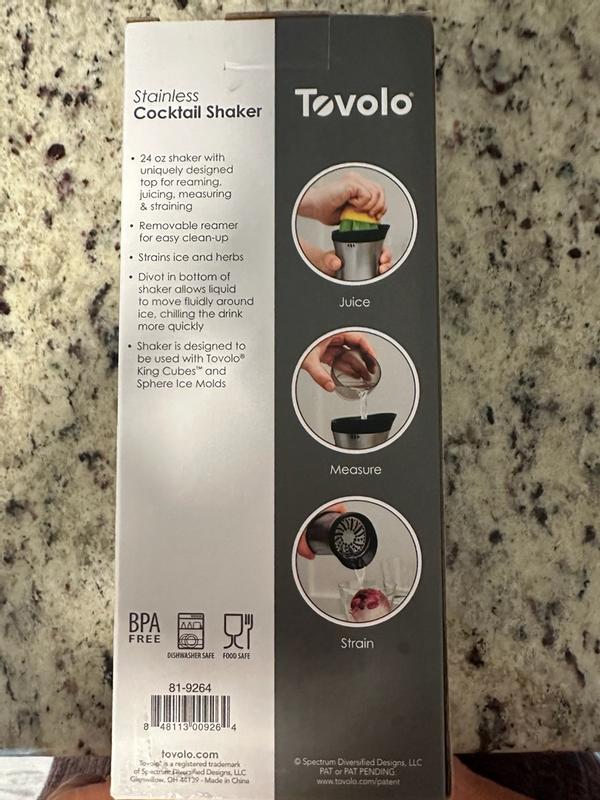 Stainless
Cocktail Shaker
• 24 oz shaker with
uniquely designed
top for reaming,
juicing, measuring
& straining
• Removable reamer
for easy clean-up
• Strains ice and herbs
• Divot in bottom of
shaker allows liquid
to move fluidly around
ice, chilling the drink
more quickly
• Shaker is designed to
be used with Tovolo®
King Cubes™ and
Sphere Ice Molds
BPA
FREE
DISHWASHER SAFE
FOOD SAFE
81-9264
8 48113 00926 4
tovolo.com
Tovolo® is a registered trademark
of Spectrum Diversified Designs, LLC
Glenwillow, OH 44139 - Made in China
Tovolo®
Juice
Measure
Strain
© Spectrum Diversified Designs, LLC
PAT or PAT PENDING:
www.tovolo.com/patent